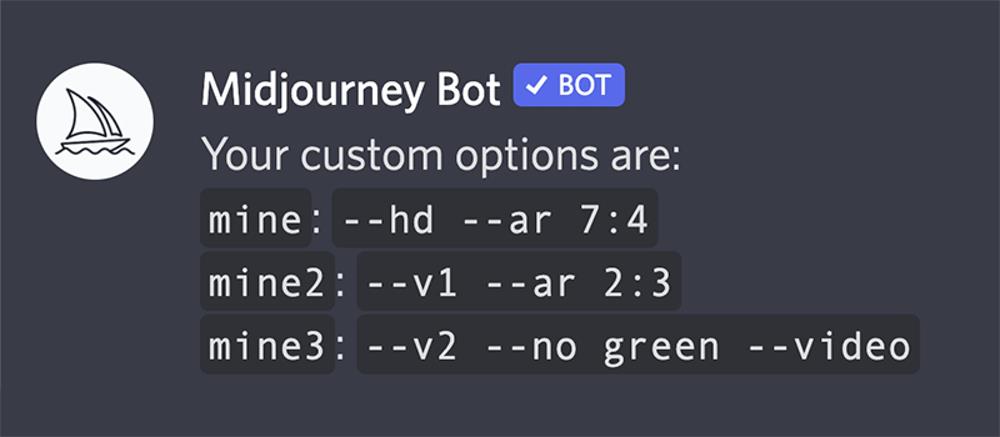 Midjourney Bot ✓ BOT
Your custom options are:
mine: --hd --ar 7:4
mine2: --v1 --ar 2:3
mine3: --v2 --no green --video